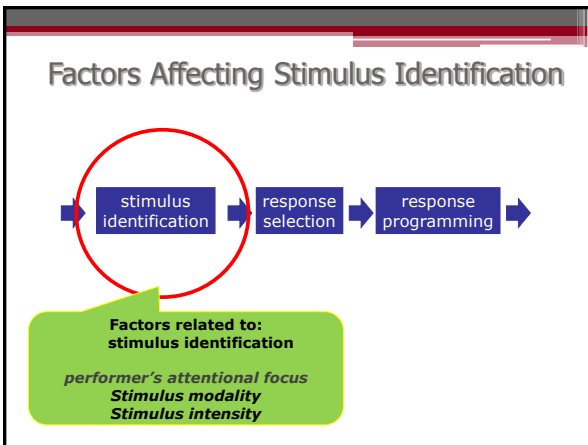 Factors Affecting Stimulus Identification
stimulus
identification
response
selection
response
programming
Factors related to:
stimulus identification
performer's attentional focus
Stimulus modality
Stimulus intensity